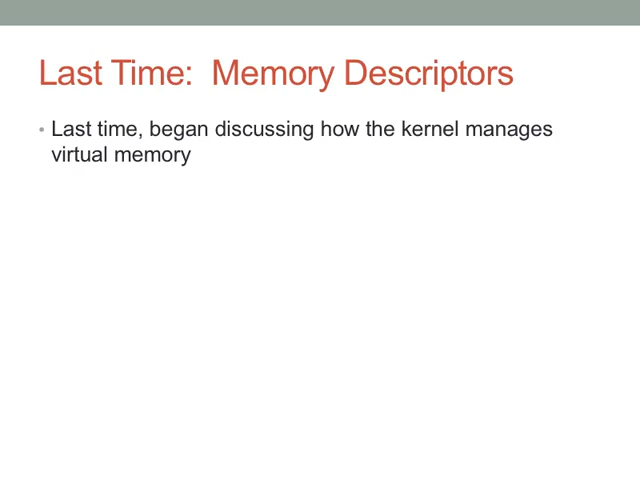 Last Time:  Memory Descriptors
• Last time, began discussing how the kernel manages
virtual memory